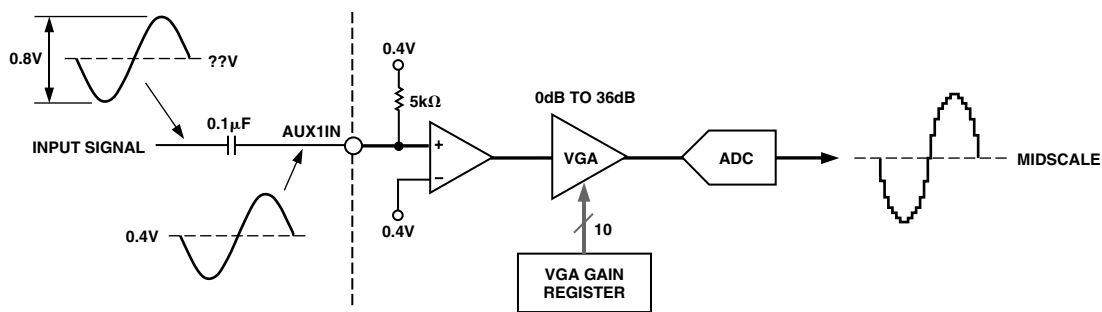 0.8V
??V
0.4V
5kΩ
0dB TO 36dB
0.1μF
AUX1IN
INPUT SIGNAL
+
–
VGA
ADC
MIDSCALE
0.4V
0.4V
10
VGA GAIN
REGISTER